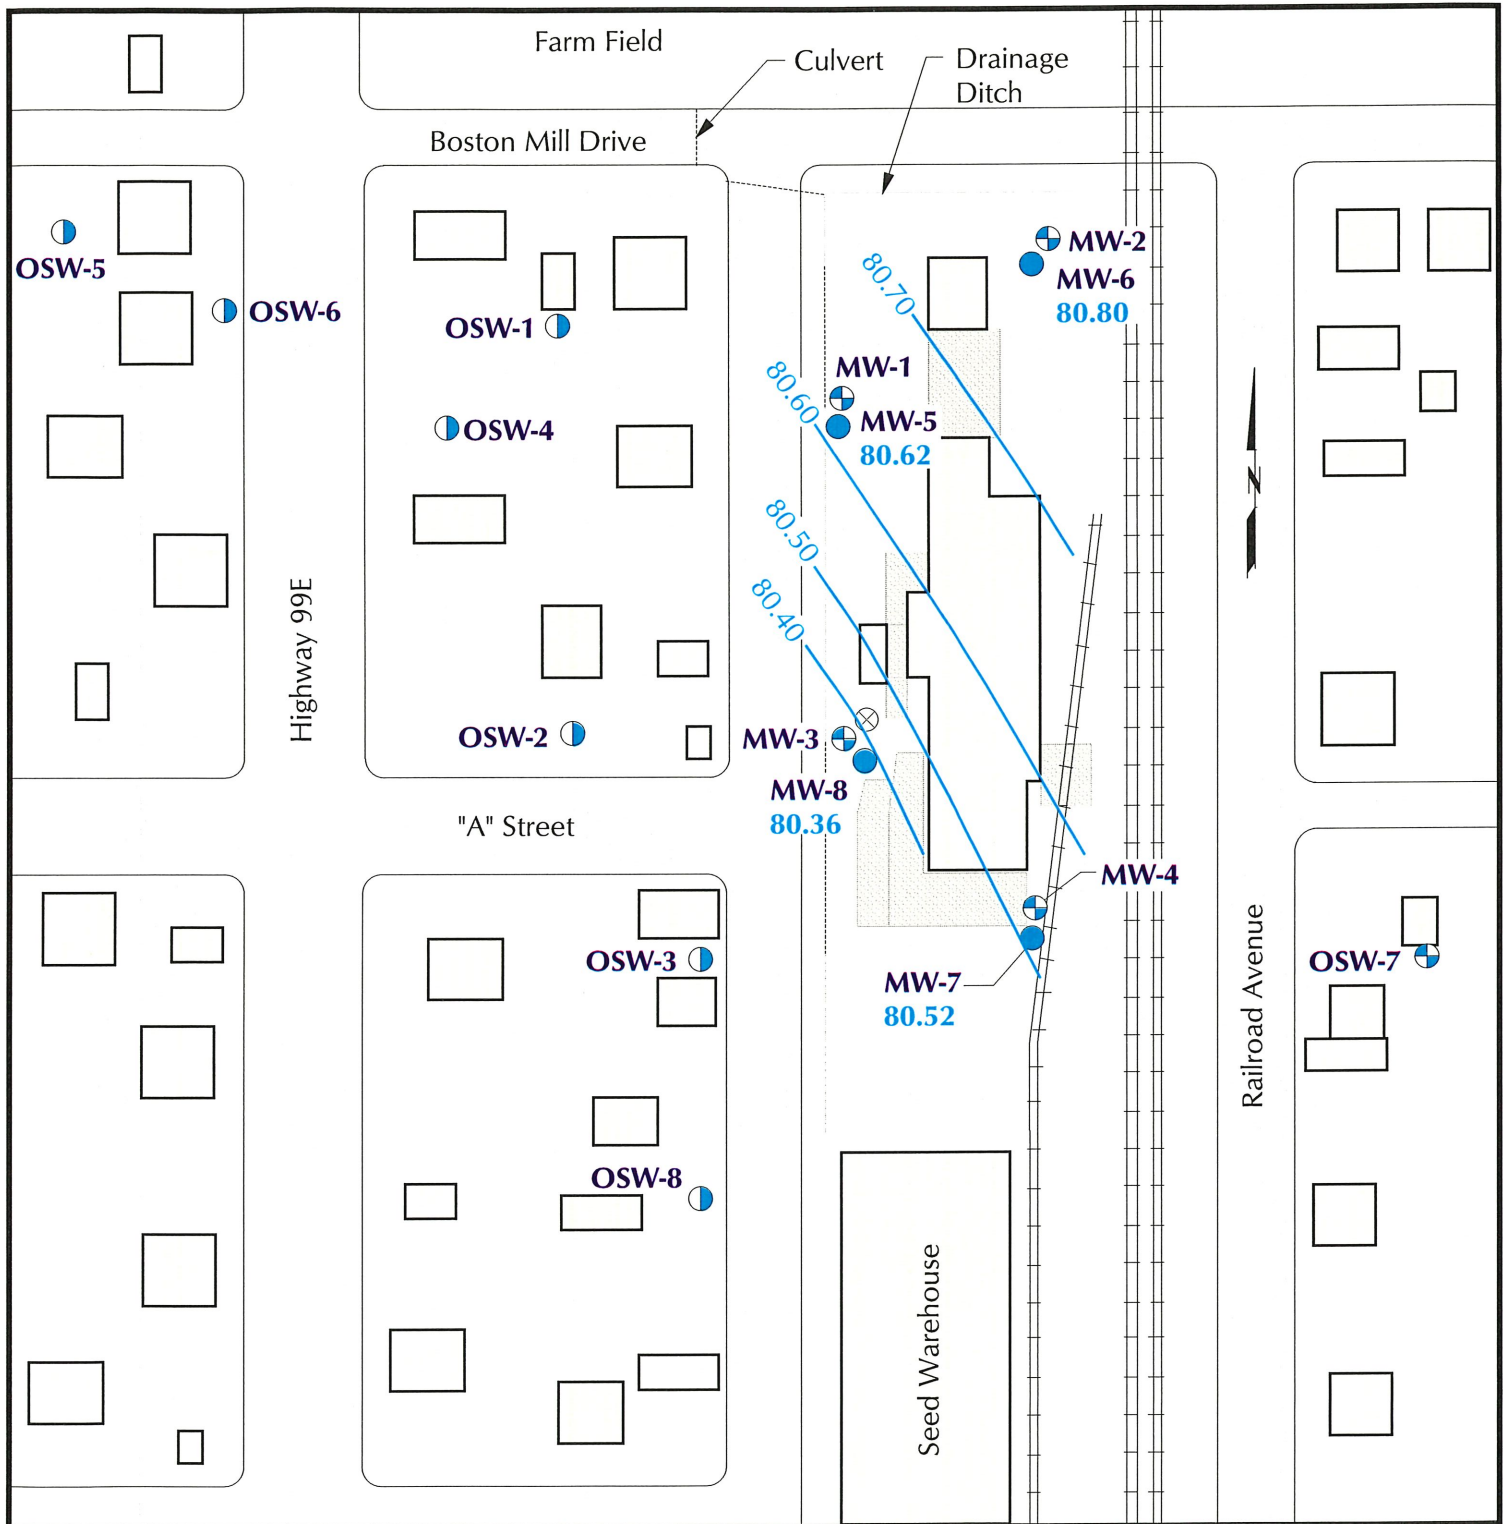 Farm Field
Culvert
Drainage
Ditch
Boston Mill Drive
OSW-5
OSW-6
OSW-1
OSW-4
MW-2
MW-6
80.80
80.70
MW-1
80.60
MW-5
80.62
N
80.50
80.40
Highway 99E
OSW-2
MW-3
MW-8
80.36
"A" Street
MW-4
OSW-3
MW-7
80.52
OSW-7
Railroad Avenue
OSW-8
Seed Warehouse